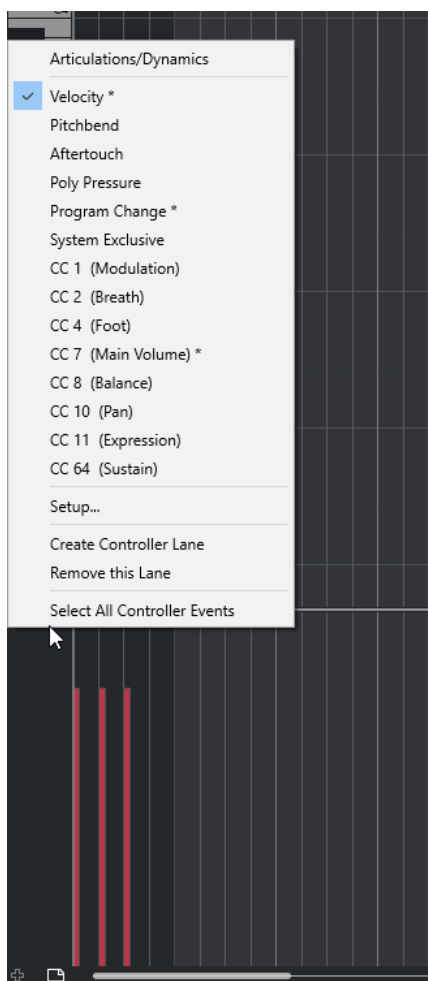 Articulations/Dynamics
Velocity *
Pitchbend
Aftertouch
Poly Pressure
Program Change *
System Exclusive
CC 1 (Modulation)
CC 2 (Breath)
CC 4 (Foot)
CC 7 (Main Volume) *
CC 8 (Balance)
CC 10 (Pan)
CC 11 (Expression)
CC 64 (Sustain)
Setup...
Create Controller Lane
Remove this Lane
Select All Controller Events